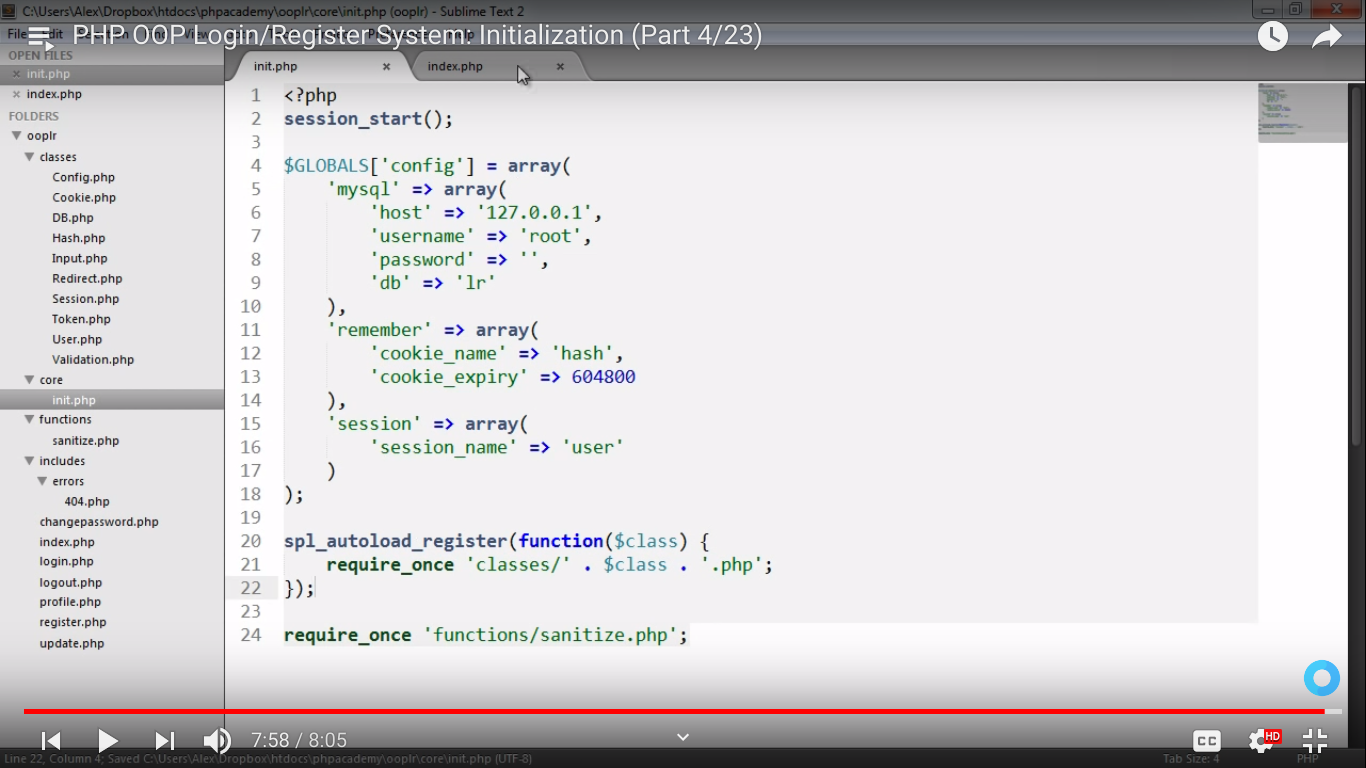 C:\Users\Alex\Dropbox\htdocs\phpacademy\ooplr\core\init.php (ooplr) - Sublime Text 2
PHP OOP Login/Register System: Initialization (Part 4/23)
OPEN FILES
init.php
index.php
FOLDERS
ooplr
classes
Config.php
Cookie.php
DB.php
Hash.php
Input.php
Redirect.php
Session.php
Token.php
User.php
Validation.php
core
init.php
functions
sanitize.php
includes
errors
404.php
changepassword.php
index.php
login.php
logout.php
profile.php
register.php
update.php
init.php
index.php
1 <?php
2 session_start();
3
4 $GLOBALS['config'] = array(
5 'mysql' => array(
6 'host' => '127.0.0.1',
7 'username' => 'root',
8 'password' => '',
9 'db' => 'lr'
10 ),
11 'remember' => array(
12 'cookie_name' => 'hash',
13 'cookie_expiry' => 604800
14 ),
15 'session' => array(
16 'session_name' => 'user'
17 )
18 );
19
20 spl_autoload_register(function($class) {
21 require_once 'classes/' . $class . '.php';
22 });
23
24 require_once 'functions/sanitize.php';
7:58 / 8:05
CC
HD
Line 22, Column 4; Saved C:\Users\Alex\Dropbox\htdocs\phpacademy\ooplr\core\init.php (UTF-8)
Tab Size: 4
PHP